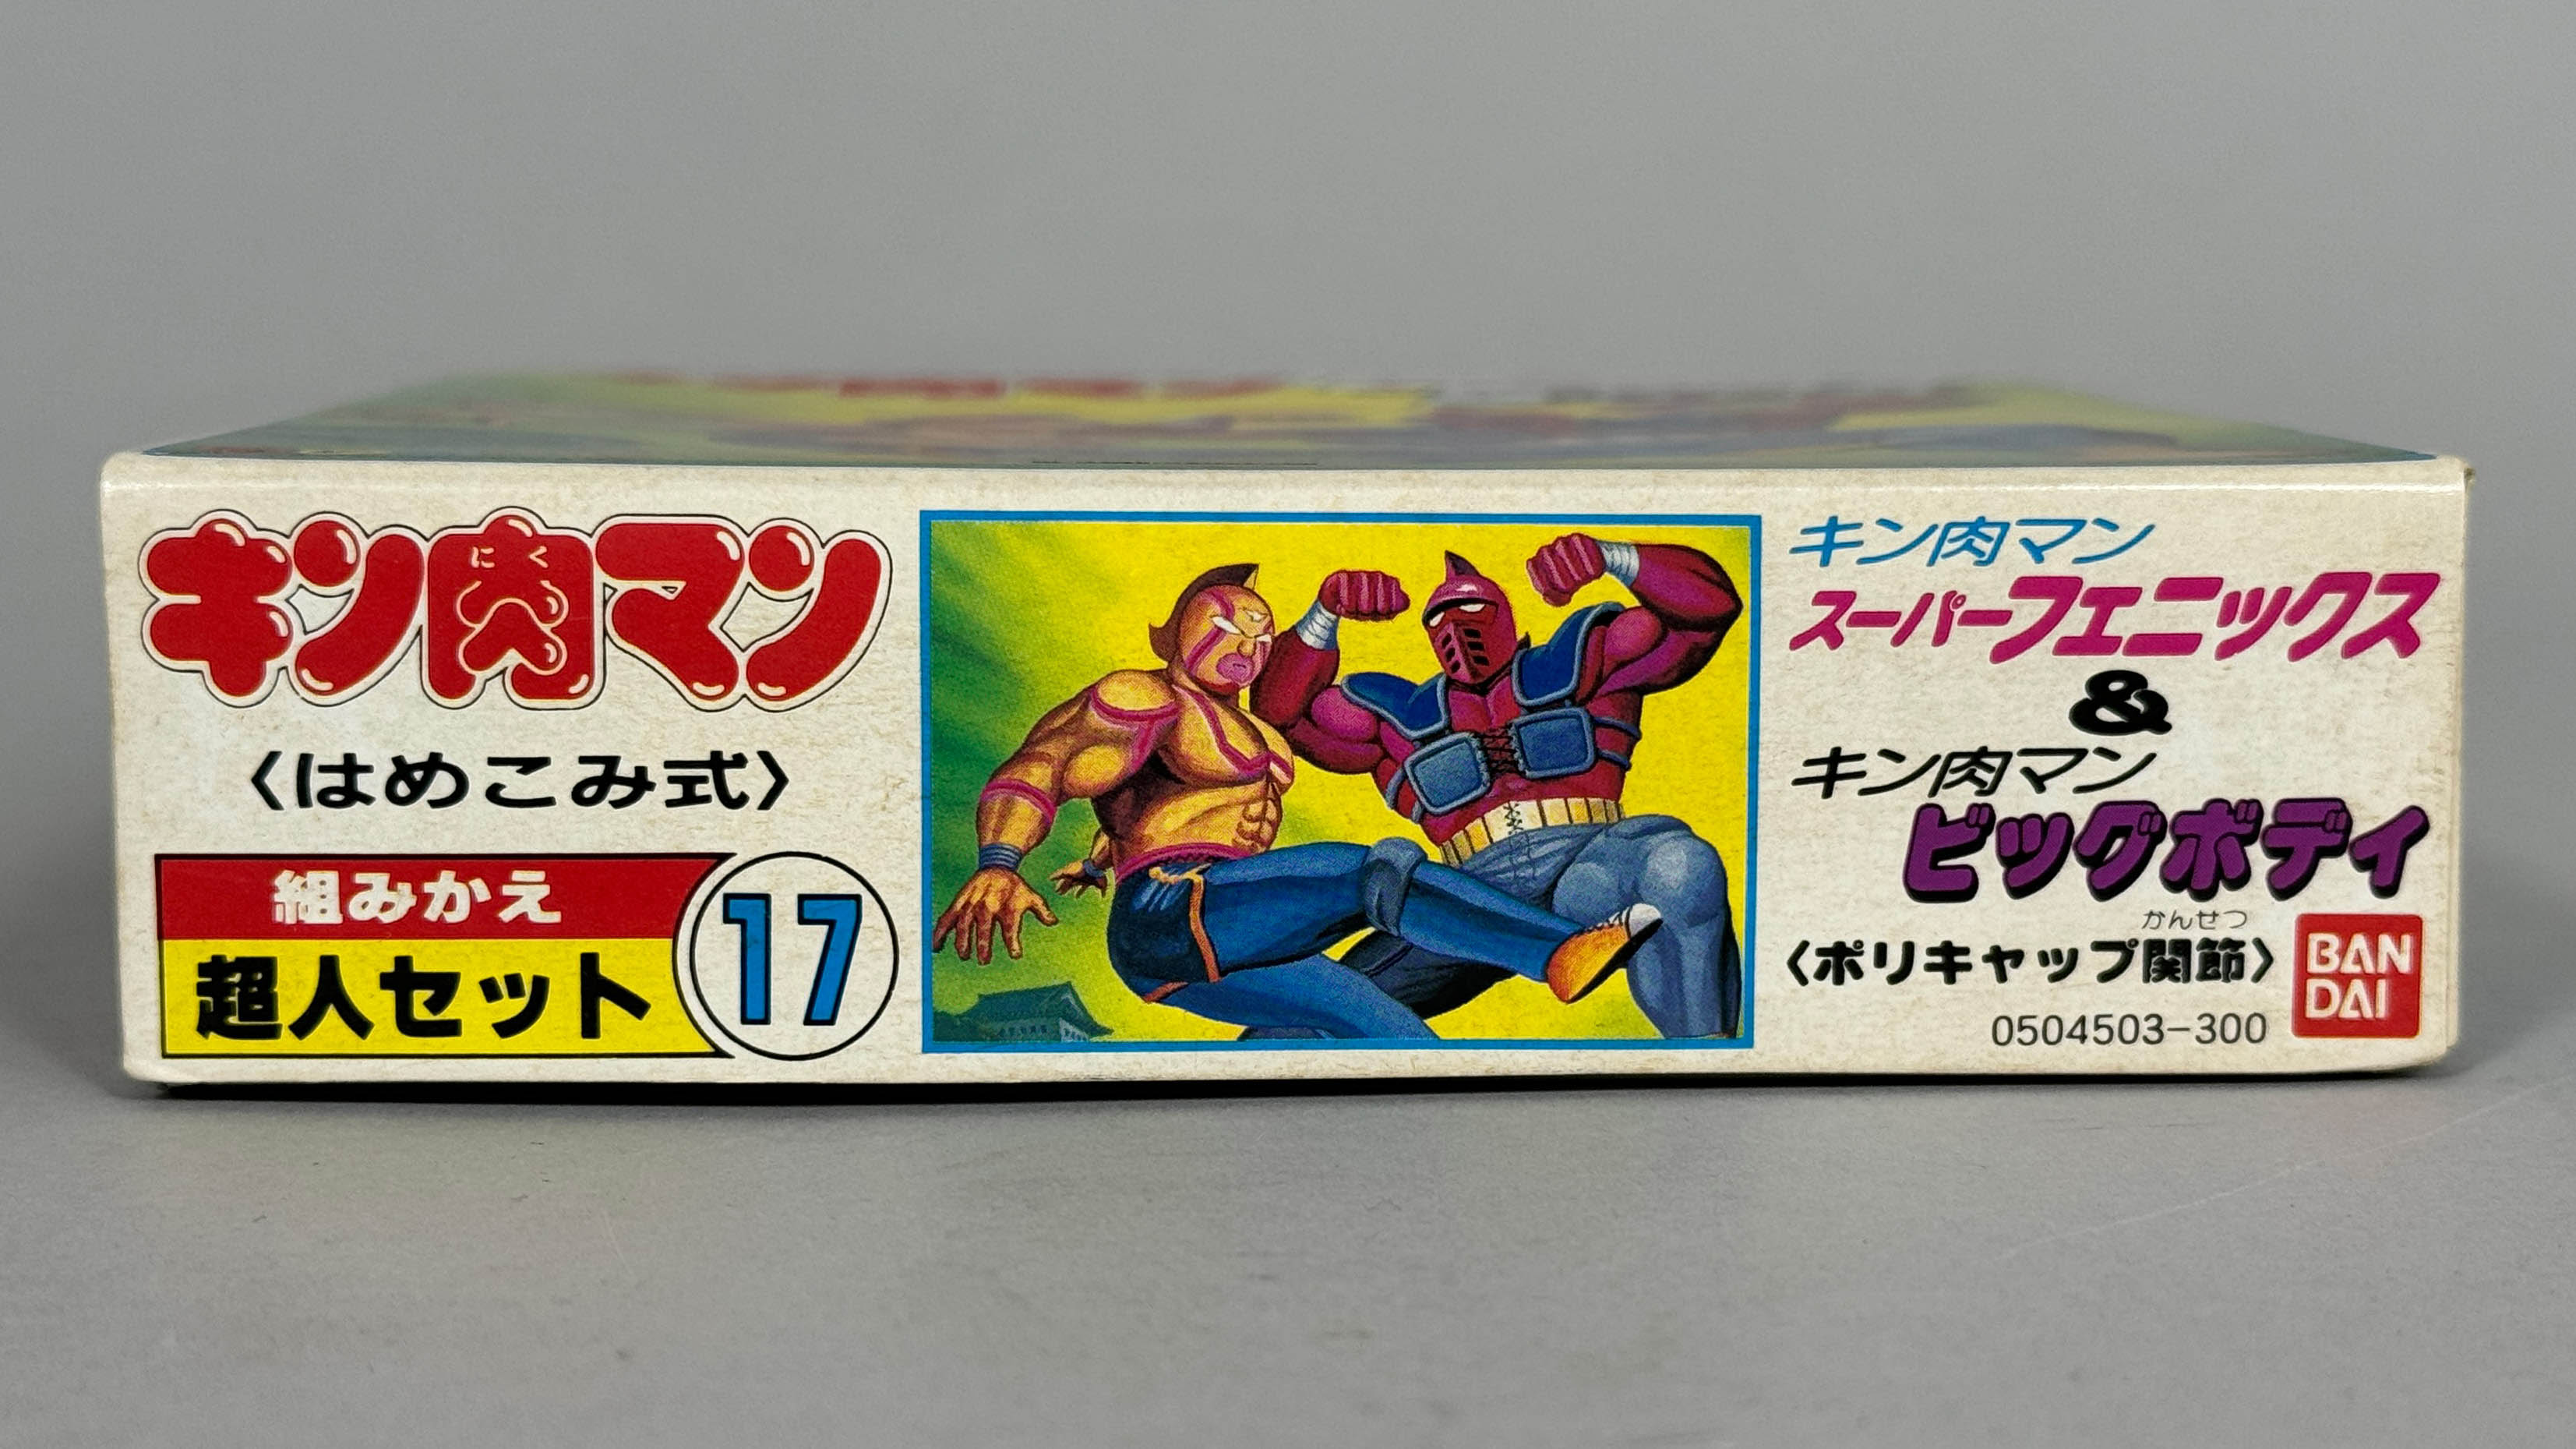 キン肉マン
にく
〈はめこみ式〉
組みかえ
超人セット
17
キン肉マン
スーパーフェニックス
&
キン肉マン
ビッグボディ
かんせつ
〈ポリキャップ関節〉
BAN
DAI
0504503-300